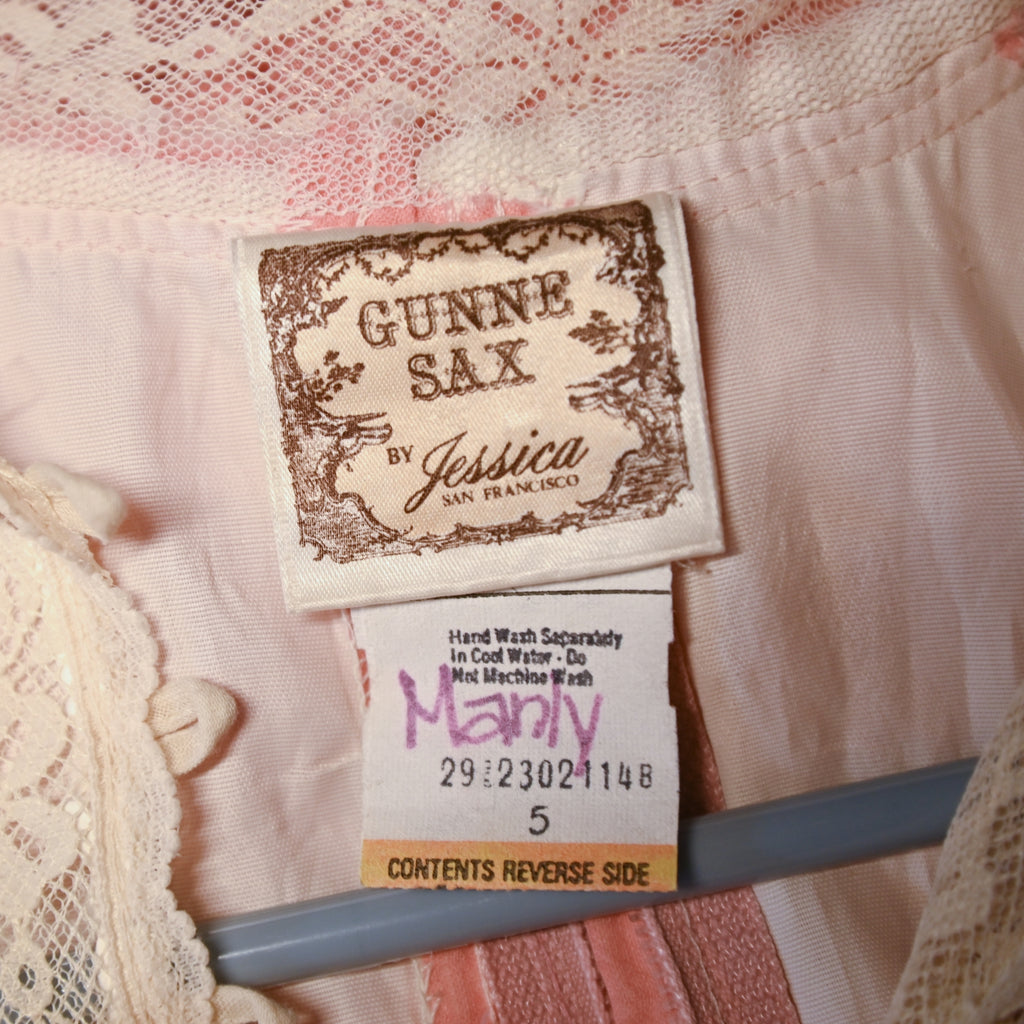 GUNNE
SAX
BY Jessica
SAN FRANCISCO
Hand Wash Separately
In Cool Water - Do
Not Machine Wash
Manly
29 2302114B
5
CONTENTS REVERSE SIDE